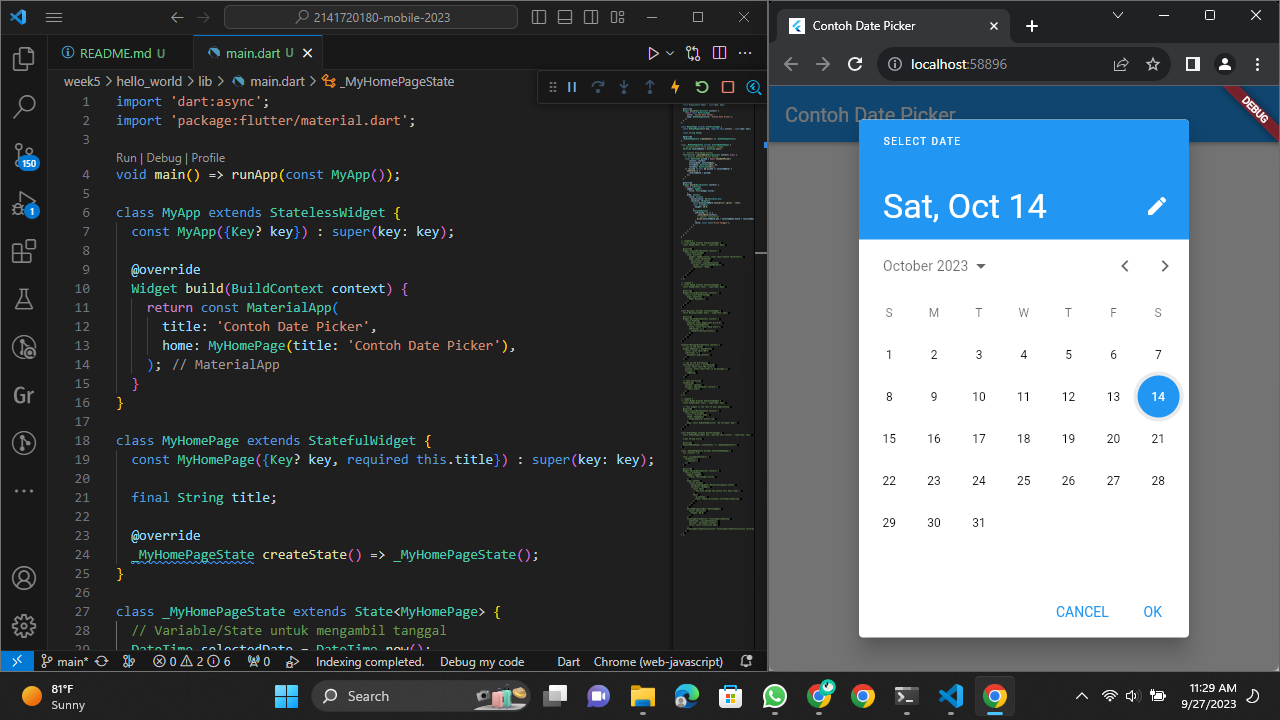 2141720180-mobile-2023
README.md U
main.dart U
week5 > hello_world > lib > main.dart > _MyHomePageState
1 import 'dart:async';
2 import 'package:flutter/material.dart';
3
Run | Debug | Profile
4 void main() => runApp(const MyApp());
5
6 class MyApp extends StatelessWidget {
7 const MyApp({Key? key}) : super(key: key);
8
9 @override
10 Widget build(BuildContext context) {
11 return const MaterialApp(
12 title: 'Contoh Date Picker',
13 home: MyHomePage(title: 'Contoh Date Picker'),
14 ); // MaterialApp
15 }
16 }
17
18 class MyHomePage extends StatefulWidget {
19 const MyHomePage({Key? key, required this.title}) : super(key: key);
20
21 final String title;
22
23 @override
24 _MyHomePageState createState() => _MyHomePageState();
25 }
26
27 class _MyHomePageState extends State<MyHomePage> {
28 // Variable/State untuk mengambil tanggal
29 DateTime selectedDate = DateTime.now();
150
1
Gr
main*
0 2 6
0
Indexing completed.
Debug my code
Dart
Chrome (web-javascript)
Contoh Date Picker
localhost:58896
Contoh Date Picker
DEBUG
SELECT DATE
Sat, Oct 14
October 2023
S M T W T F S
1 2 3 4 5 6 7
8 9 10 11 12 13 14
15 16 17 18 19 20 21
22 23 24 25 26 27 28
29 30 31
CANCEL OK
81°F
Sunny
Search
11:29 AM
9/27/2023